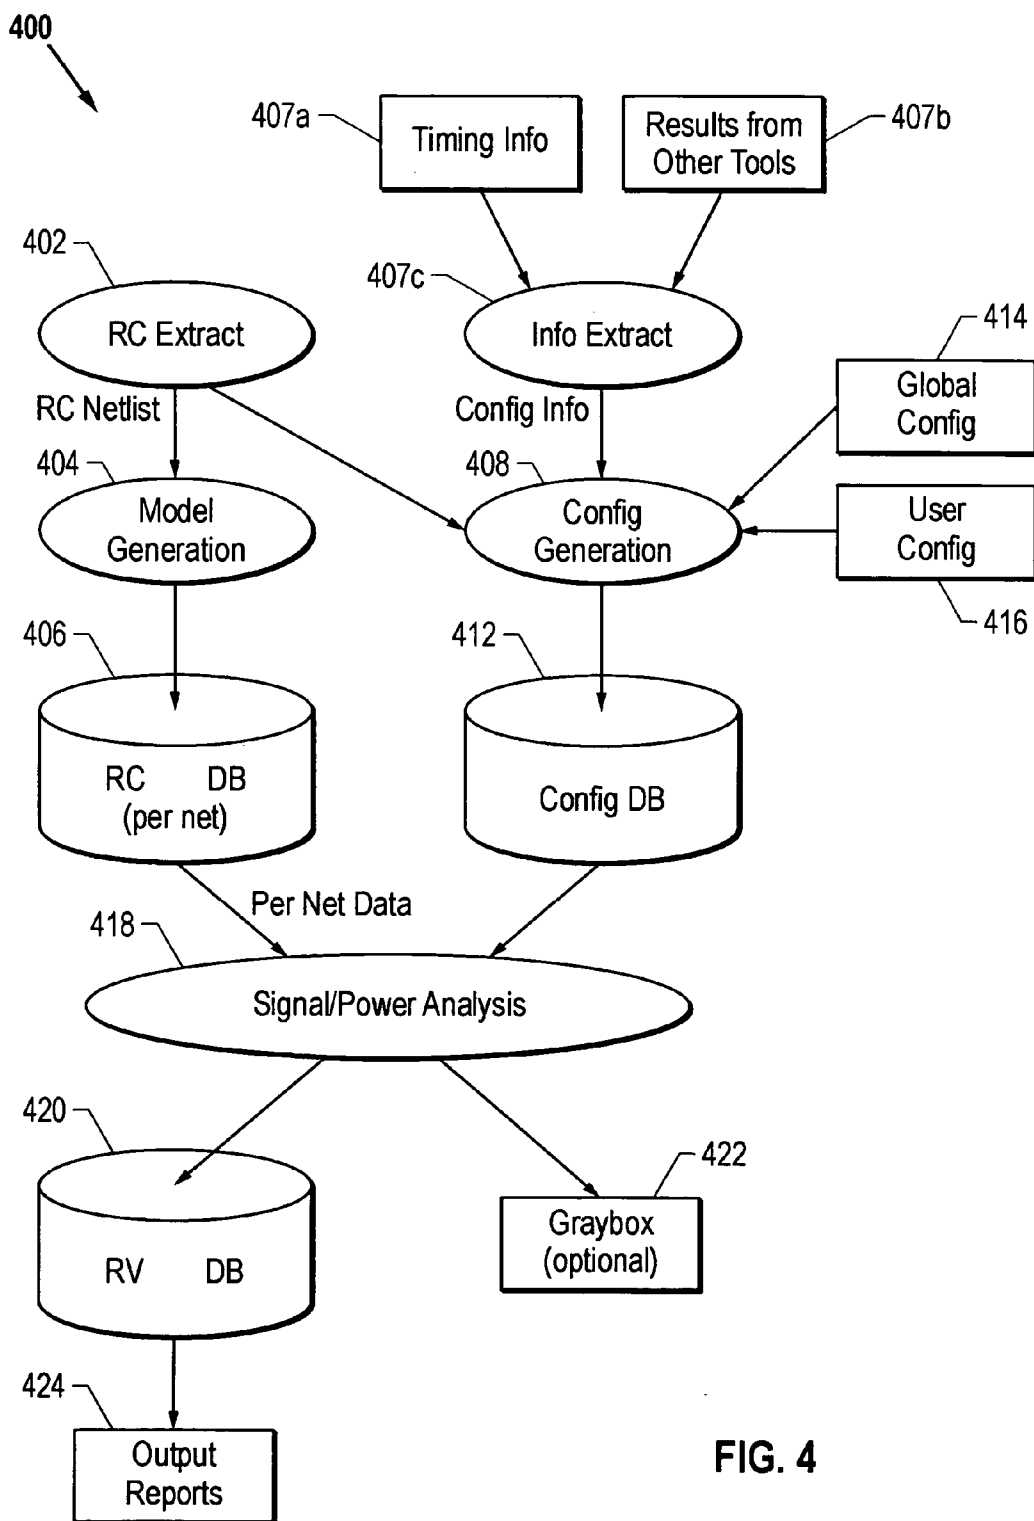 400
407a
Timing Info
Results from
Other Tools
407b
402
407c
RC Extract
Info Extract
414
Global
Config
RC Netlist
Config Info
404
408
Model
Generation
Config
Generation
User
Config
416
406
412
RC DB
(per net)
Config DB
Per Net Data
418
Signal/Power Analysis
420
422
Graybox
(optional)
RV DB
424
Output
Reports
FIG. 4